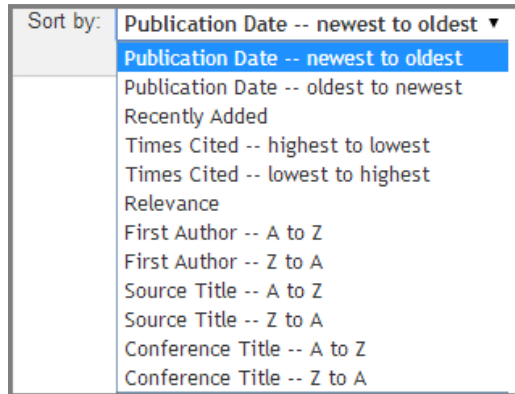 Sort by: Publication Date -- newest to oldest ▼
Publication Date -- newest to oldest
Publication Date -- oldest to newest
Recently Added
Times Cited -- highest to lowest
Times Cited -- lowest to highest
Relevance
First Author -- A to Z
First Author -- Z to A
Source Title -- A to Z
Source Title -- Z to A
Conference Title -- A to Z
Conference Title -- Z to A